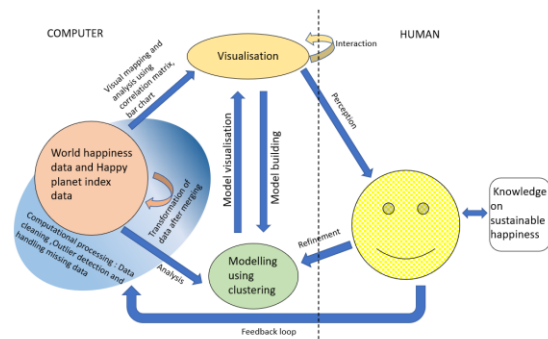 COMPUTER
HUMAN
Visualisation
Interaction
Visual mapping and
analysis using
correlation matrix,
bar chart
Perception
World happiness
data and Happy
planet index
data
Transformation of
data after merging
Model visualisation
Model building
Computational processing : Data
cleaning ,Outlier detection and
handling missing data
Analysis
Modelling
using
clustering
Refinement
Knowledge
on
sustainable
happiness
Feedback loop